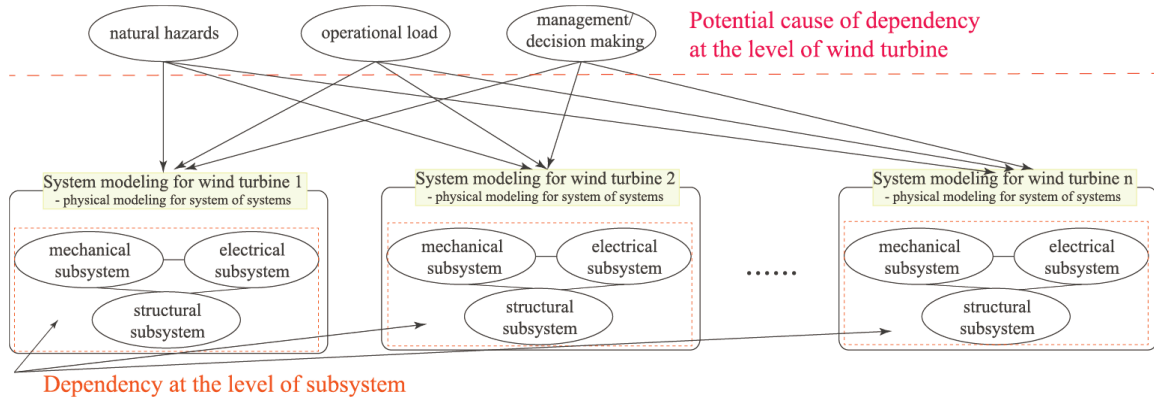 natural hazards
operational load
management/
decision making
Potential cause of dependency
at the level of wind turbine
System modeling for wind turbine 1
- physical modeling for system of systems
System modeling for wind turbine 2
- physical modeling for system of systems
System modeling for wind turbine n
- physical modeling for system of systems
mechanical
subsystem
electrical
subsystem
structural
subsystem
mechanical
subsystem
electrical
subsystem
structural
subsystem
......
mechanical
subsystem
electrical
subsystem
structural
subsystem
Dependency at the level of subsystem